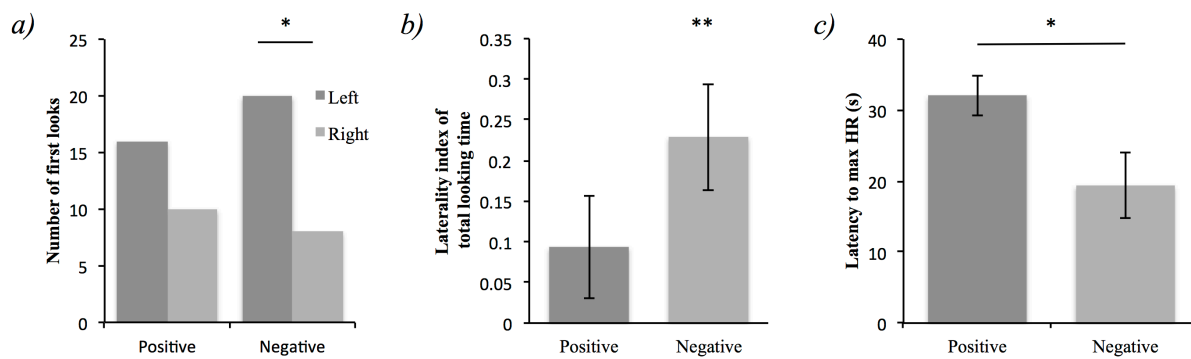 a)
Number of first looks
25
20
15
10
5
0
*
Left
Right
Positive
Negative
b)
Laterality index of
total looking time
0.35
0.3
0.25
0.2
0.15
0.1
0.05
0
**
Positive
Negative
c)
Latency to max HR (s)
40
30
20
10
0
*
Positive
Negative